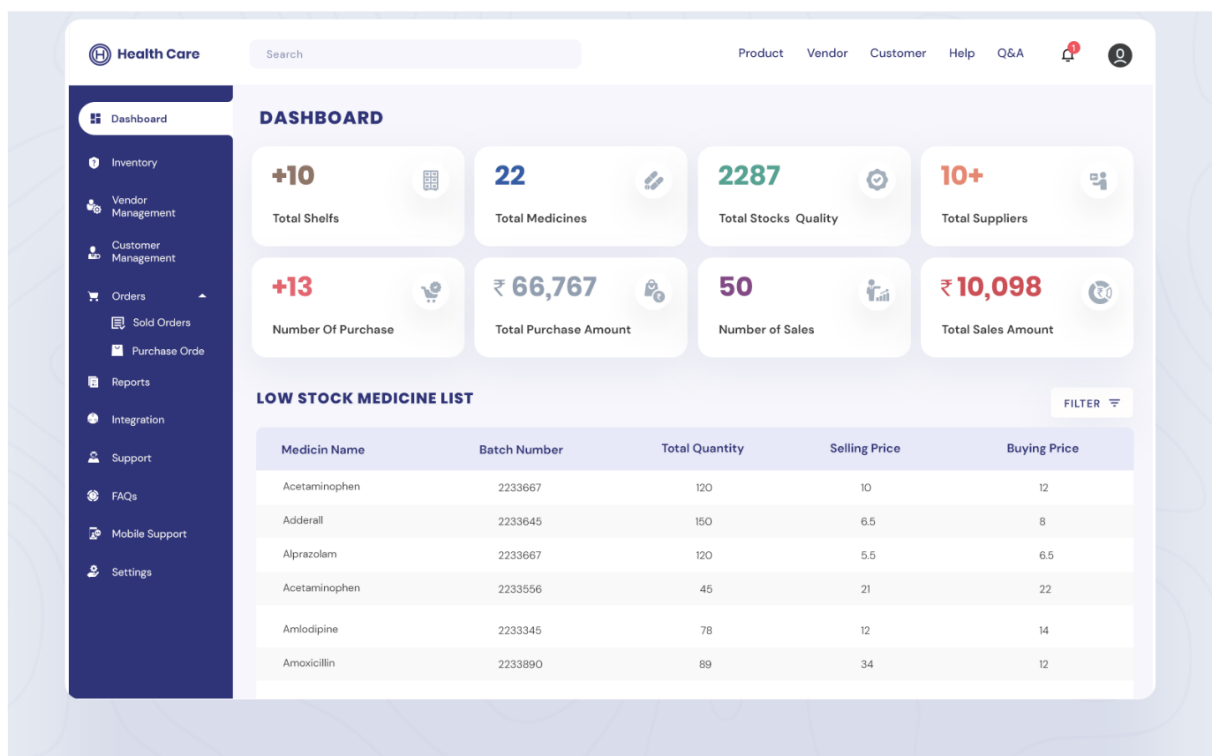 Health Care
Search
Product Vendor Customer Help Q&A 1
Dashboard
Inventory
Vendor
Management
Customer
Management
Orders
Sold Orders
Purchase Orde
Reports
Integration
Support
FAQs
Mobile Support
Settings
DASHBOARD
+10
Total Shelfs
22
Total Medicines
2287
Total Stocks Quality
10+
Total Suppliers
+13
Number Of Purchase
₹ 66,767
Total Purchase Amount
50
Number of Sales
₹ 10,098
Total Sales Amount
LOW STOCK MEDICINE LIST
FILTER
Medicin Name Batch Number Total Quantity Selling Price Buying Price
Acetaminophen 2233667 120 10 12
Adderall 2233645 150 6.5 8
Alprazolam 2233667 120 5.5 6.5
Acetaminophen 2233556 45 21 22
Amlodipine 2233345 78 12 14
Amoxicillin 2233890 89 34 12